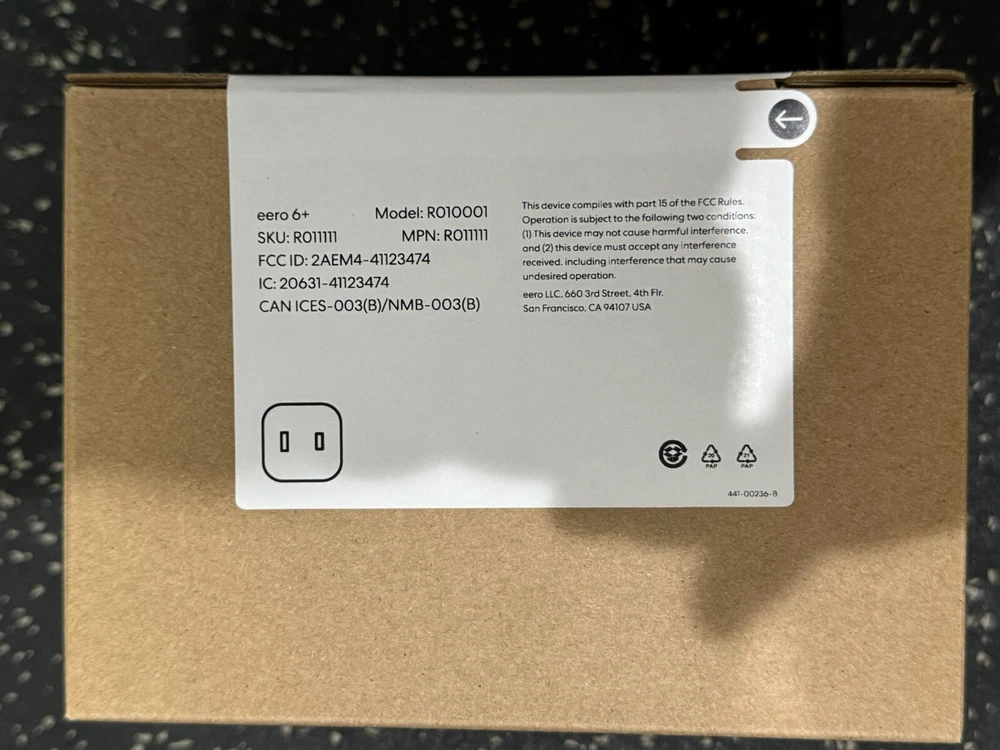 eero 6+ Model: R010001
SKU: R011111 MPN: R011111
FCC ID: 2AEM4-41123474
IC: 20631-41123474
CAN ICES-003(B)/NMB-003(B)
This device complies with part 15 of the FCC Rules.
Operation is subject to the following two conditions:
(1) This device may not cause harmful interference.
and (2) this device must accept any interference
received, including interference that may cause
undesired operation.
eero LLC, 660 3rd Street, 4th Flr.
San Francisco, CA 94107 USA
20 21
PAP PAP
441-00236-B